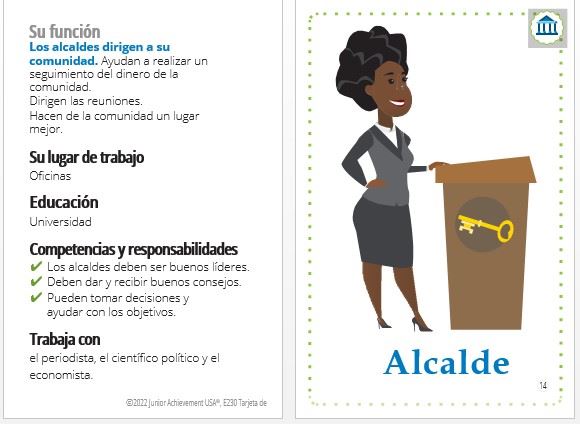 Su función
Los alcaldes dirigen a su
comunidad. Ayudan a realizar un
seguimiento del dinero de la
comunidad.
Dirigen las reuniones.
Hacen de la comunidad un lugar
mejor.
Su lugar de trabajo
Oficinas
Educación
Universidad
Competencias y responsabilidades
✔ Los alcaldes deben ser buenos líderes.
✔ Deben dar y recibir buenos consejos.
✔ Pueden tomar decisiones y
ayudar con los objetivos.
Trabaja con
el periodista, el científico político y el
economista.
©2022 Junior Achievement USA®, E230 Tarjeta de
Alcalde
14